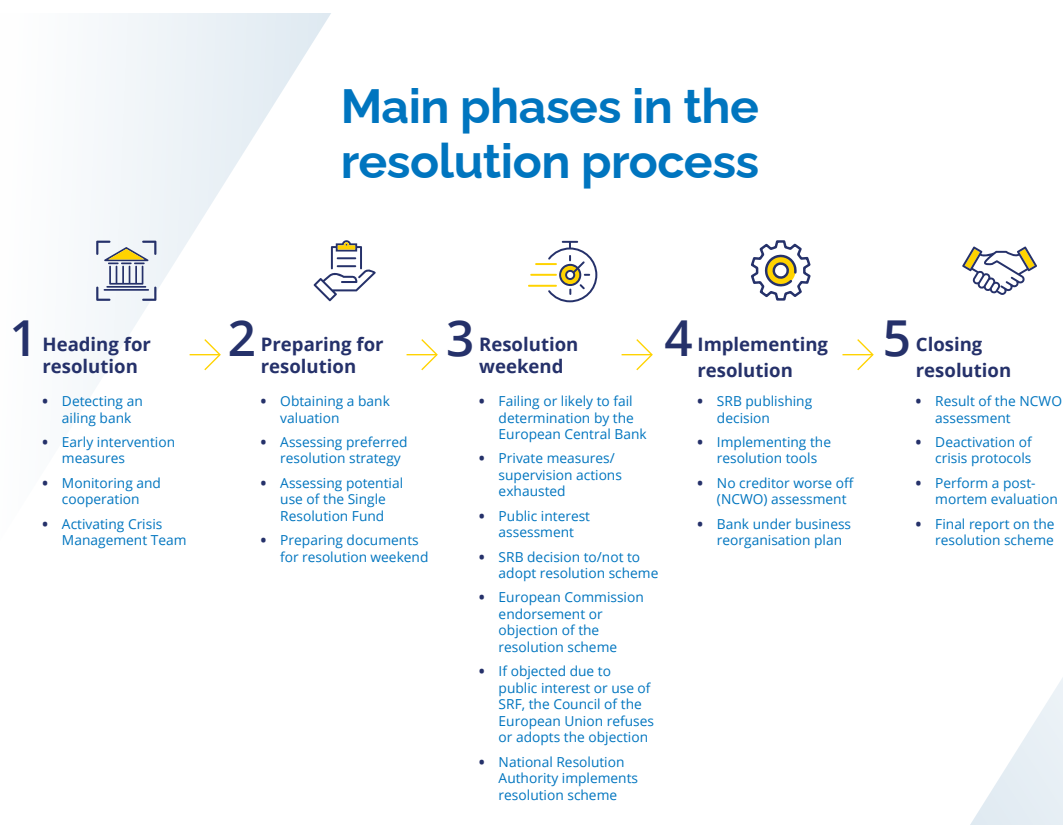 Main phases in the
resolution process
1 Heading for
resolution
• Detecting an
ailing bank
• Early intervention
measures
• Monitoring and
cooperation
• Activating Crisis
Management Team
2 Preparing for
resolution
• Obtaining a bank
valuation
• Assessing preferred
resolution strategy
• Assessing potential
use of the Single
Resolution Fund
• Preparing documents
for resolution weekend
3 Resolution
weekend
• Failing or likely to fail
determination by the
European Central Bank
• Private measures/
supervision actions
exhausted
• Public interest
assessment
• SRB decision to/not to
adopt resolution scheme
• European Commission
endorsement or
objection of the
resolution scheme
• If objected due to
public interest or use of
SRF, the Council of the
European Union refuses
or adopts the objection
• National Resolution
Authority implements
resolution scheme
4 Implementing
resolution
• SRB publishing
decision
• Implementing the
resolution tools
• No creditor worse off
(NCWO) assessment
• Bank under business
reorganisation plan
5 Closing
resolution
• Result of the NCWO
assessment
• Deactivation of
crisis protocols
• Perform a post-
mortem evaluation
• Final report on the
resolution scheme